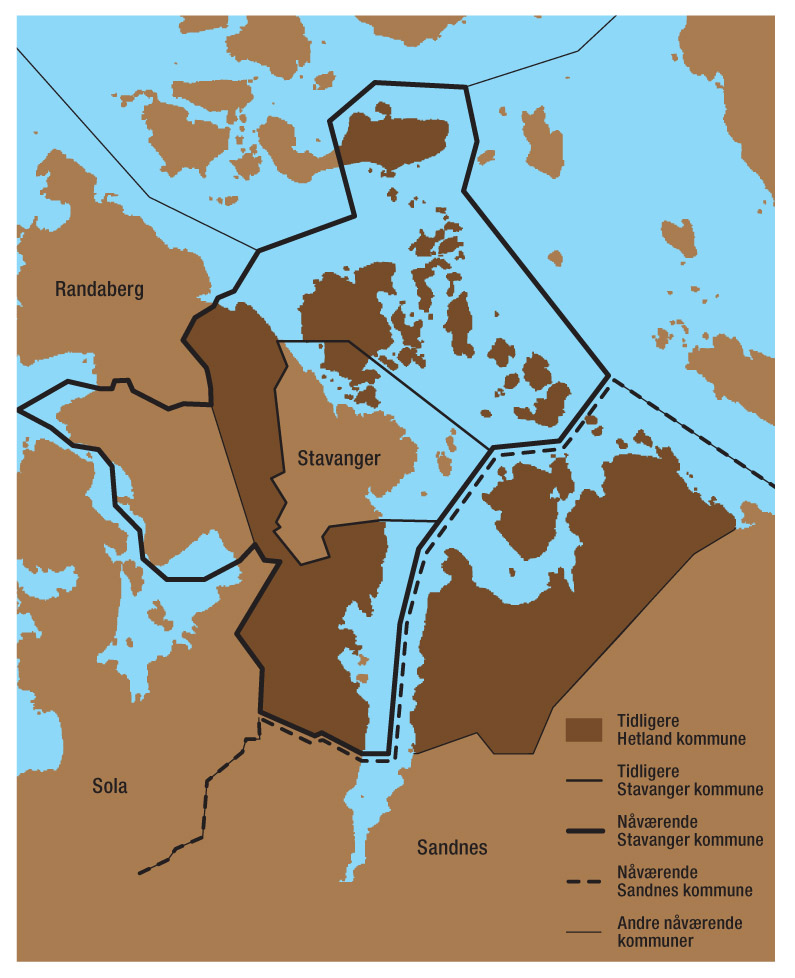 Randaberg
Stavanger
Sola
Sandnes
Tidligere
Hetland kommune
Tidligere
Stavanger kommune
Nåværende
Stavanger kommune
Nåværende
Sandnes kommune
Andre nåværende
kommuner